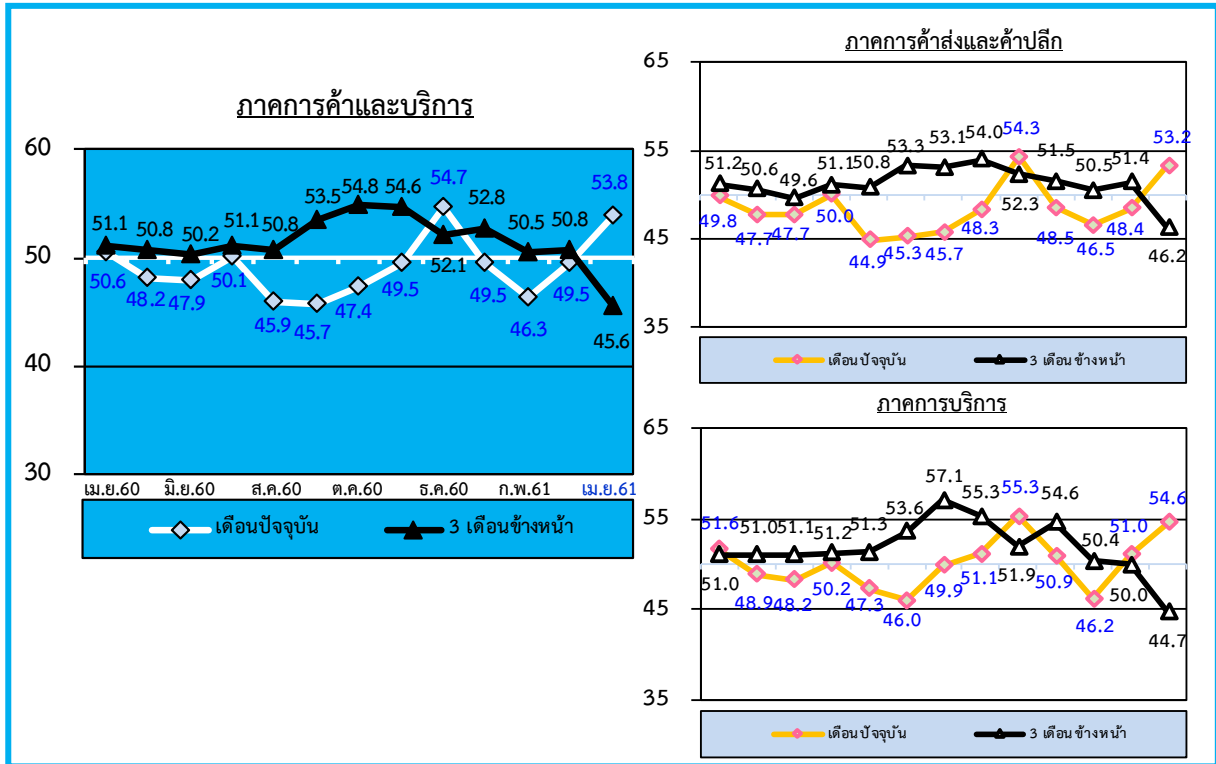 ภาคการค้าและบริการ
60
50
40
30
51.1 50.8 50.2 51.1 50.8 53.5 54.8 54.6 52.1 52.8 50.5 50.8 45.6
50.6 48.2 47.9 50.1 45.9 45.7 47.4 49.5 54.7 49.5 46.3 49.5 53.8
เม.ย.60 มิ.ย.60 ส.ค.60 ต.ค.60 ธ.ค.60 ก.พ.61 เม.ย.61
เดือนปัจจุบัน 3 เดือนข้างหน้า
ภาคการค้าส่งและค้าปลีก
65
55
45
35
51.2 50.6 49.6 51.1 50.8 53.3 53.1 54.0 52.3 51.5 50.5 51.4 46.2
49.8 47.7 47.7 50.0 44.9 45.3 45.7 48.3 54.3 48.5 46.5 48.4 53.2
เดือนปัจจุบัน 3 เดือนข้างหน้า
ภาคการบริการ
65
55
45
35
51.0 51.0 51.1 51.2 51.3 53.6 57.1 55.3 51.9 54.6 50.4 50.0 44.7
51.6 48.9 48.2 50.2 47.3 46.0 49.9 51.1 55.3 50.9 46.2 51.0 54.6
เดือนปัจจุบัน 3 เดือนข้างหน้า